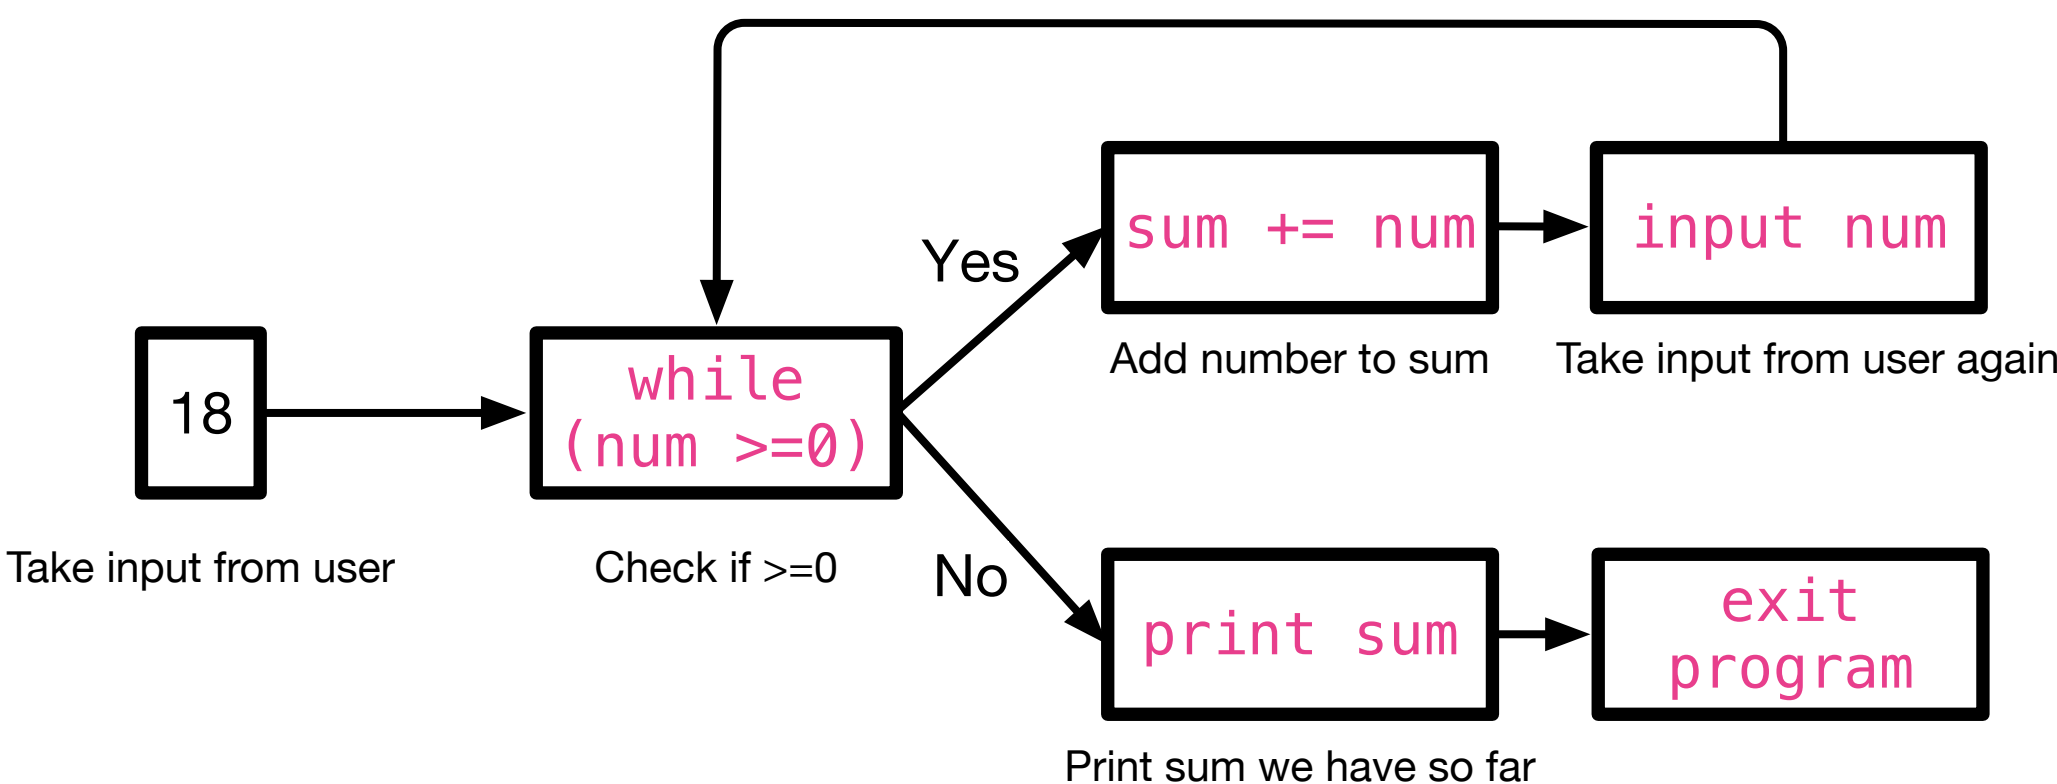 18
Take input from user
while
(num >=0)
Check if >=0
Yes
sum += num
Add number to sum
input num
Take input from user again
No
print sum
Print sum we have so far
exit
program